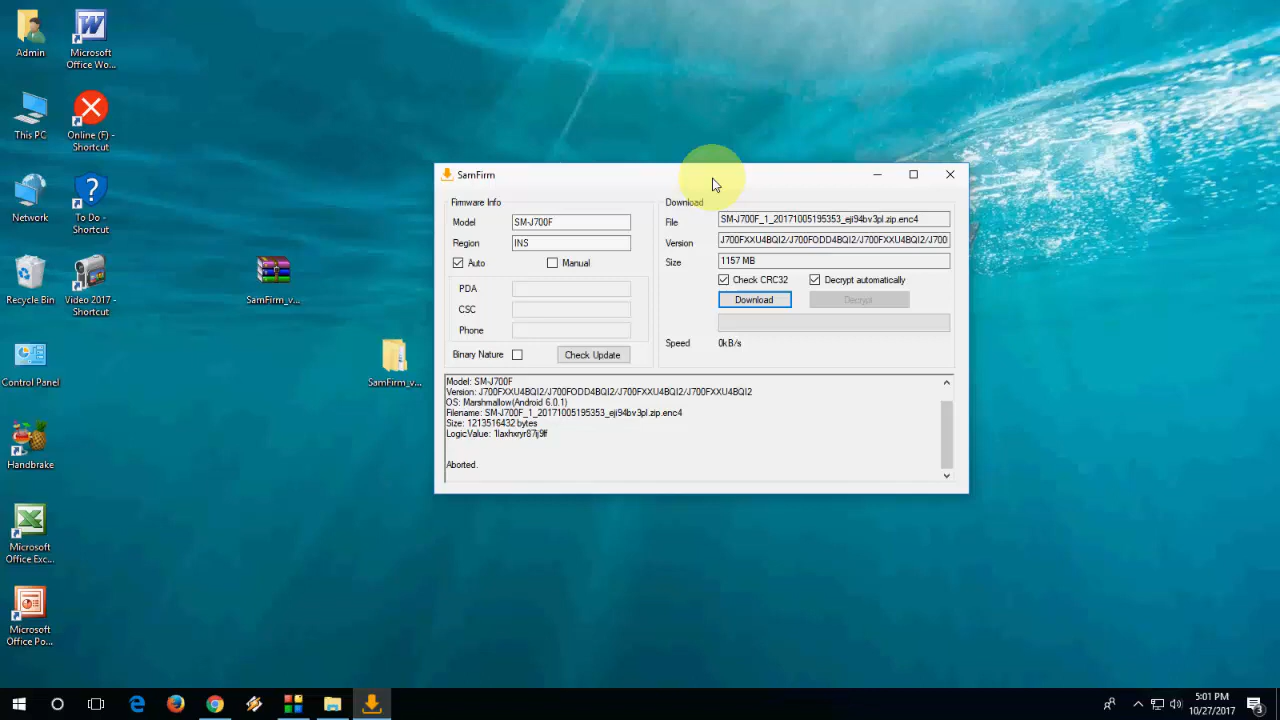 Admin
Microsoft
Office Wo...
This PC
Online (F) -
Shortcut
Network
To Do -
Shortcut
Recycle Bin
Video 2017 -
Shortcut
SamFirm_v...
Control Panel
SamFirm_v...
Handbrake
Microsoft
Office Exc...
Microsoft
Office Po...
SamFirm
Firmware Info
Model
SM-J700F
Region
INS
Auto
Manual
PDA
CSC
Phone
Binary Nature
Check Update
Download
File
SM-J700F_1_20171005195353_eji94bv3pl.zip.enc4
Version
J700FXXU4BQI2/J700FODD4BQI2/J700FXXU4BQI2/J700
Size
1157 MB
Check CRC32
Decrypt automatically
Download
Decrypt
Speed
0kB/s
Model: SM-J700F
Version: J700FXXU4BQI2/J700FODD4BQI2/J700FXXU4BQI2/J700FXXU4BQI2
OS: Marshmallow(Android 6.0.1)
Filename: SM-J700F_1_20171005195353_eji94bv3pl.zip.enc4
Size: 1213516432 bytes
LogicValue:
Aborted.
5:01 PM
10/27/2017
3